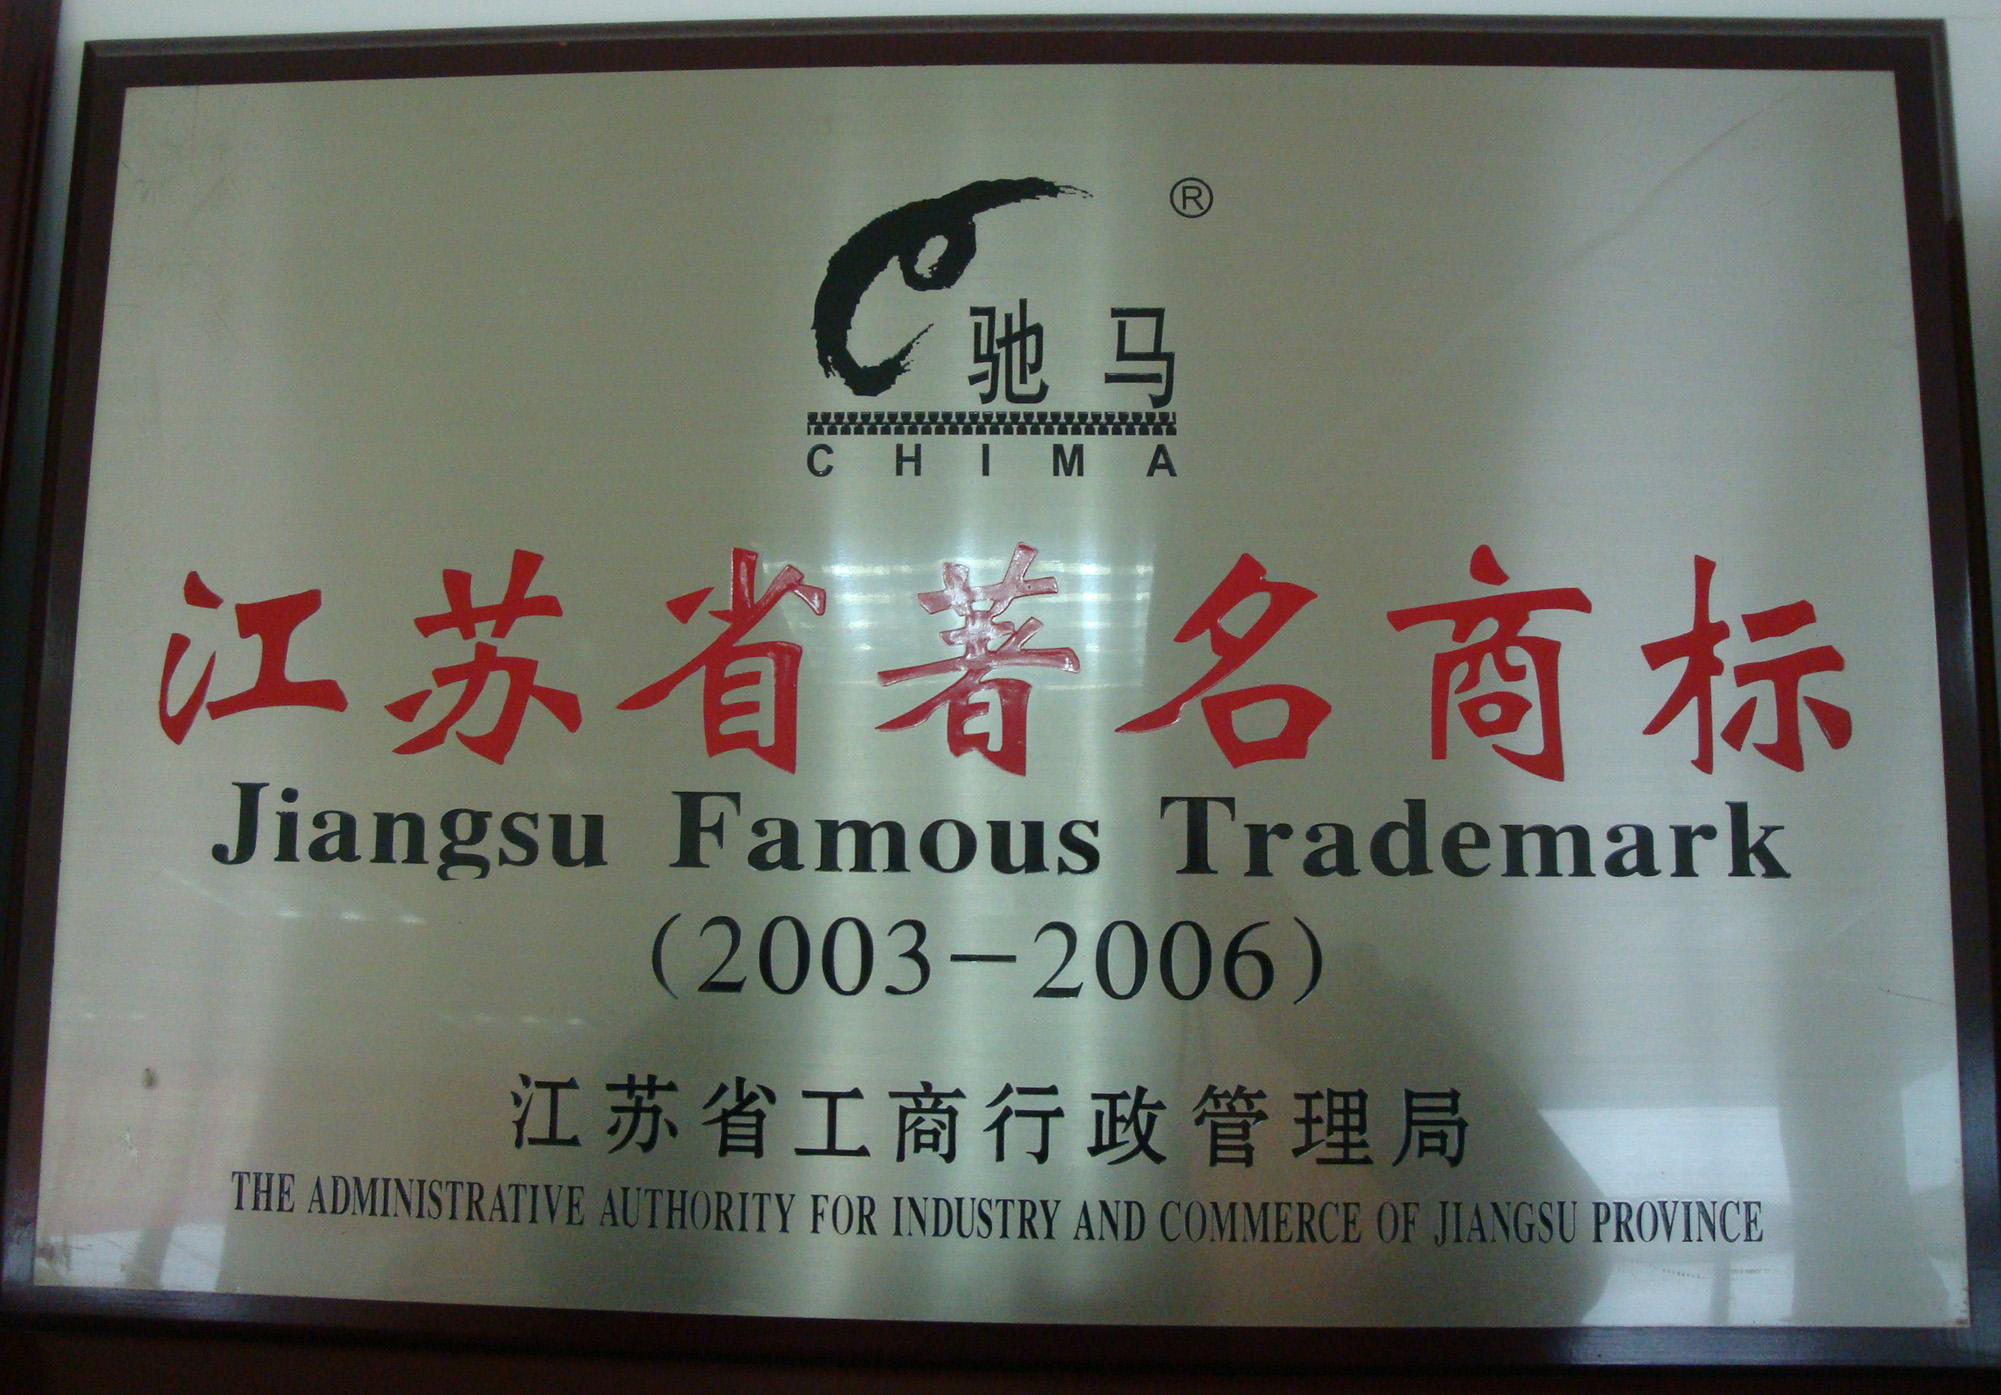 ®
驰马
CHIMA
江苏省著名商标
Jiangsu Famous Trademark
(2003-2006)
江苏省工商行政管理局
THE ADMINISTRATIVE AUTHORITY FOR INDUSTRY AND COMMERCE OF JIANGSU PROVINCE